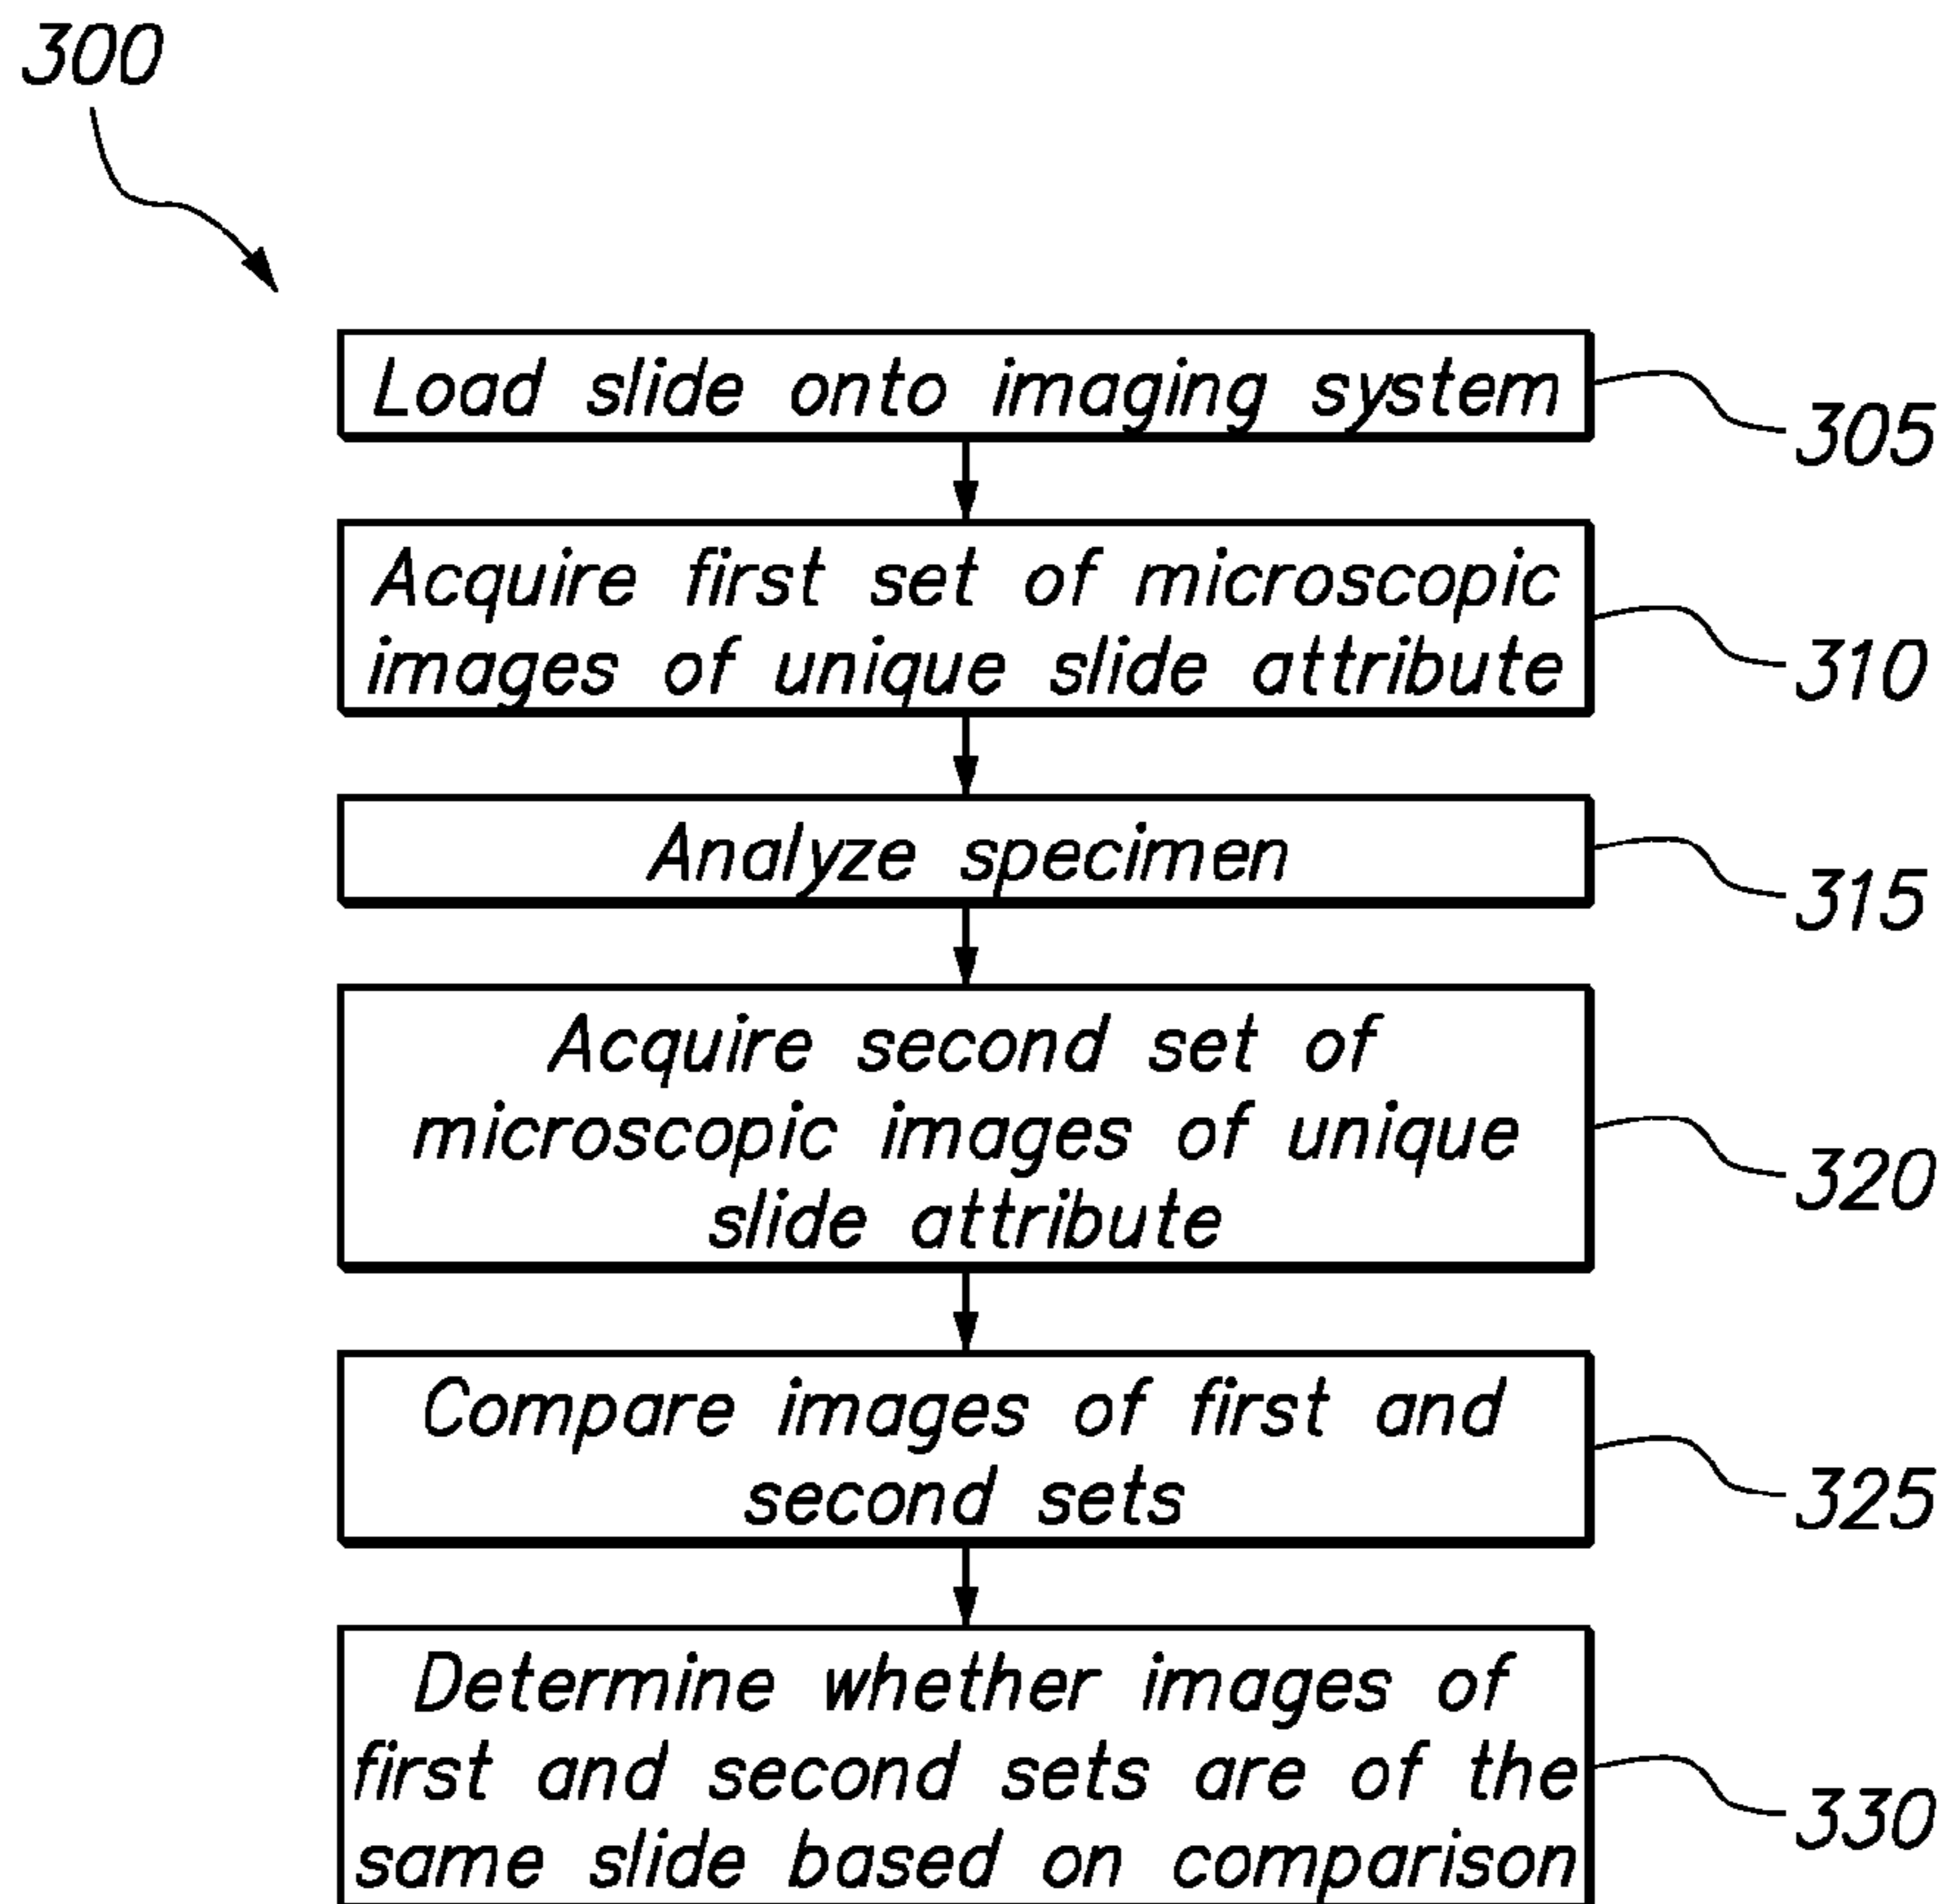 300
Load slide onto imaging system
305
Acquire first set of microscopic
images of unique slide attribute
310
Analyze specimen
315
Acquire second set of
microscopic images of unique
slide attribute
320
Compare images of first and
second sets
325
Determine whether images of
first and second sets are of the
same slide based on comparison
330